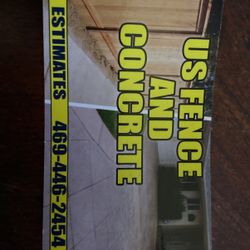 US FENCE
AND
CONCRETE
ESTIMATES 469-446-2454